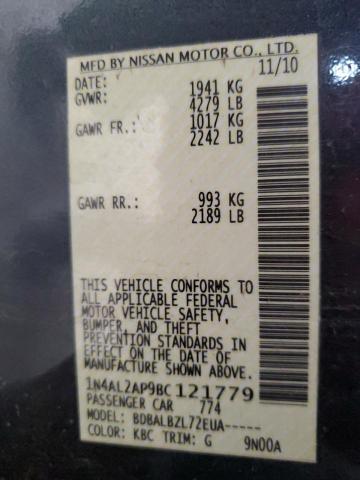 MFD BY NISSAN MOTOR CO., LTD.
DATE: 11/10
GVWR: 1941 KG
4279 LB
GAWR FR.: 1017 KG
2242 LB
GAWR RR.: 993 KG
2189 LB
THIS VEHICLE CONFORMS TO
ALL APPLICABLE FEDERAL
MOTOR VEHICLE SAFETY,
BUMPER, AND THEFT
PREVENTION STANDARDS IN
EFFECT ON THE DATE OF
MANUFACTURE SHOWN ABOVE.
1N4AL2AP9BC121779
PASSENGER CAR 774
MODEL: BDBALBZL72EUA-----
COLOR: KBC TRIM: G 9N00A